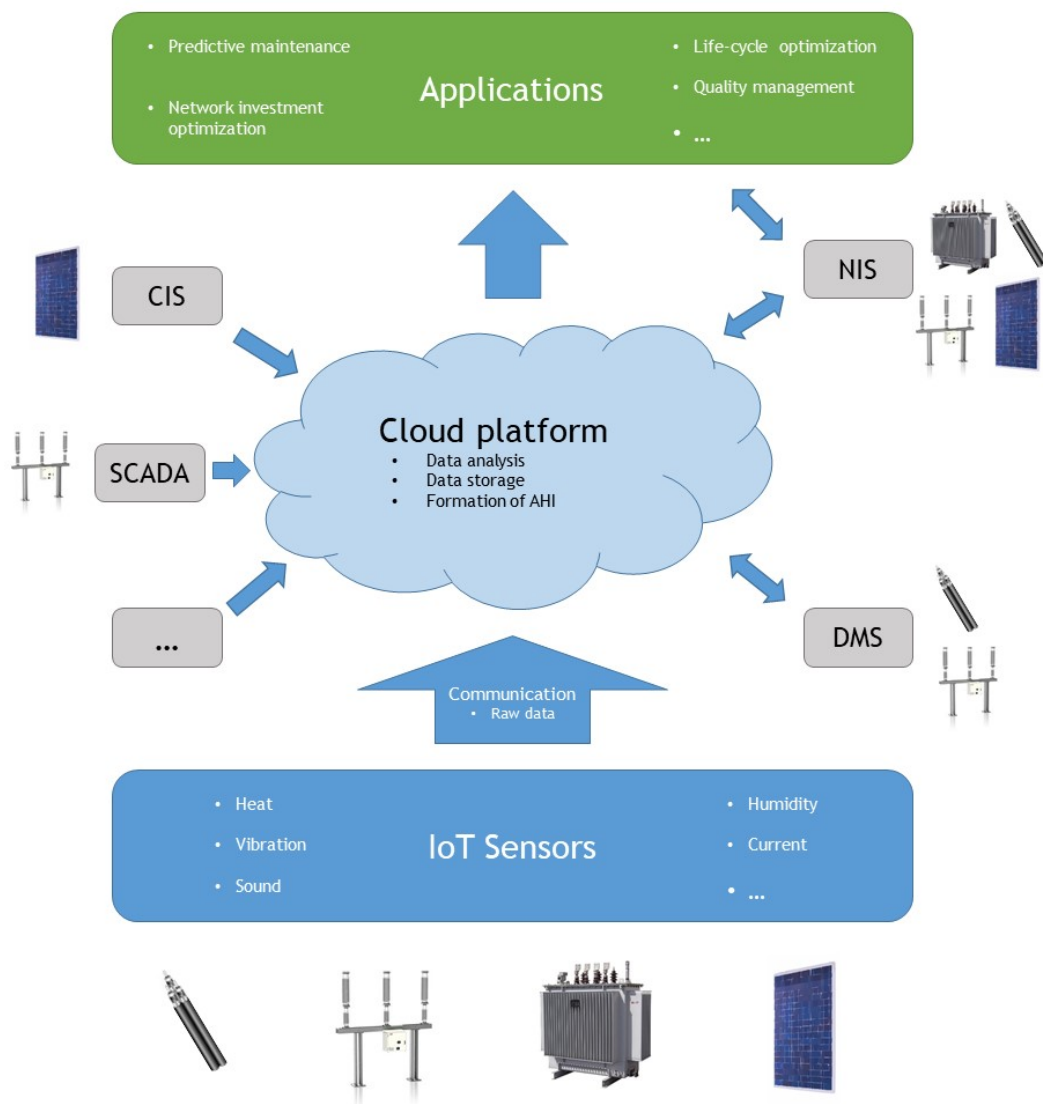 • Predictive maintenance
• Network investment
optimization
Applications
• Life-cycle optimization
• Quality management
• ...
CIS
NIS
SCADA
Cloud platform
• Data analysis
• Data storage
• Formation of AHI
...
DMS
Communication
• Raw data
• Heat
• Vibration
• Sound
IoT Sensors
• Humidity
• Current
• ...